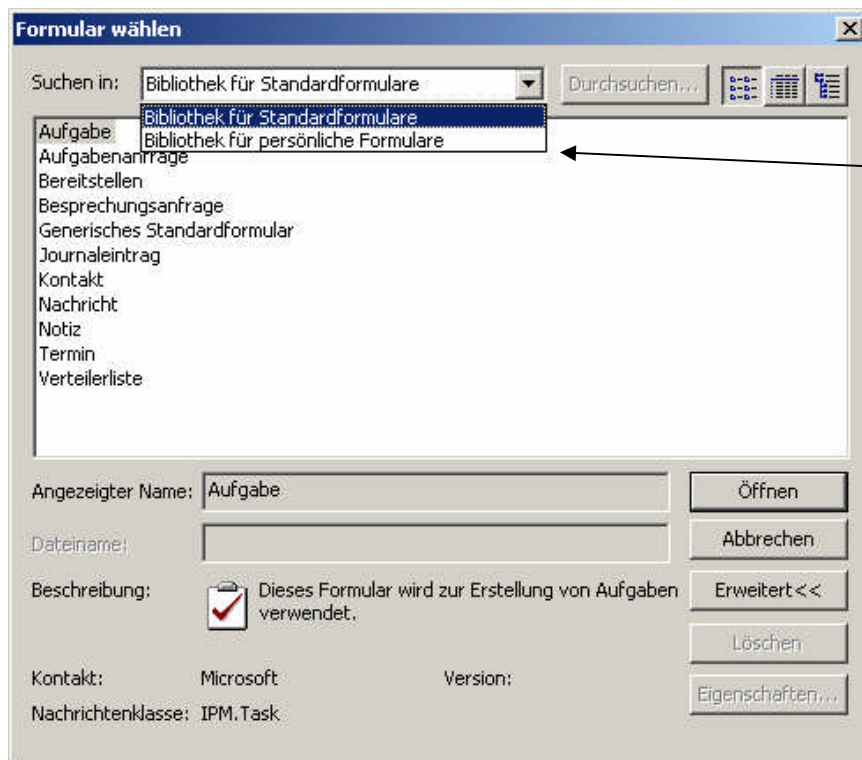 Formular wählen
Suchen in: Bibliothek für Standardformulare Durchsuchen...
Bibliothek für Standardformulare
Bibliothek für persönliche Formulare
Aufgabe
Aufgabenanfrage
Bereitstellen
Besprechungsanfrage
Generisches Standardformular
Journaleintrag
Kontakt
Nachricht
Notiz
Termin
Verteilerliste
Angezeigter Name: Aufgabe Öffnen
Dateiname: Abbrechen
Beschreibung: Dieses Formular wird zur Erstellung von Aufgaben Erweitert<<
verwendet.
Löschen
Kontakt: Microsoft Version:
Eigenschaften...
Nachrichtenklasse: IPM.Task